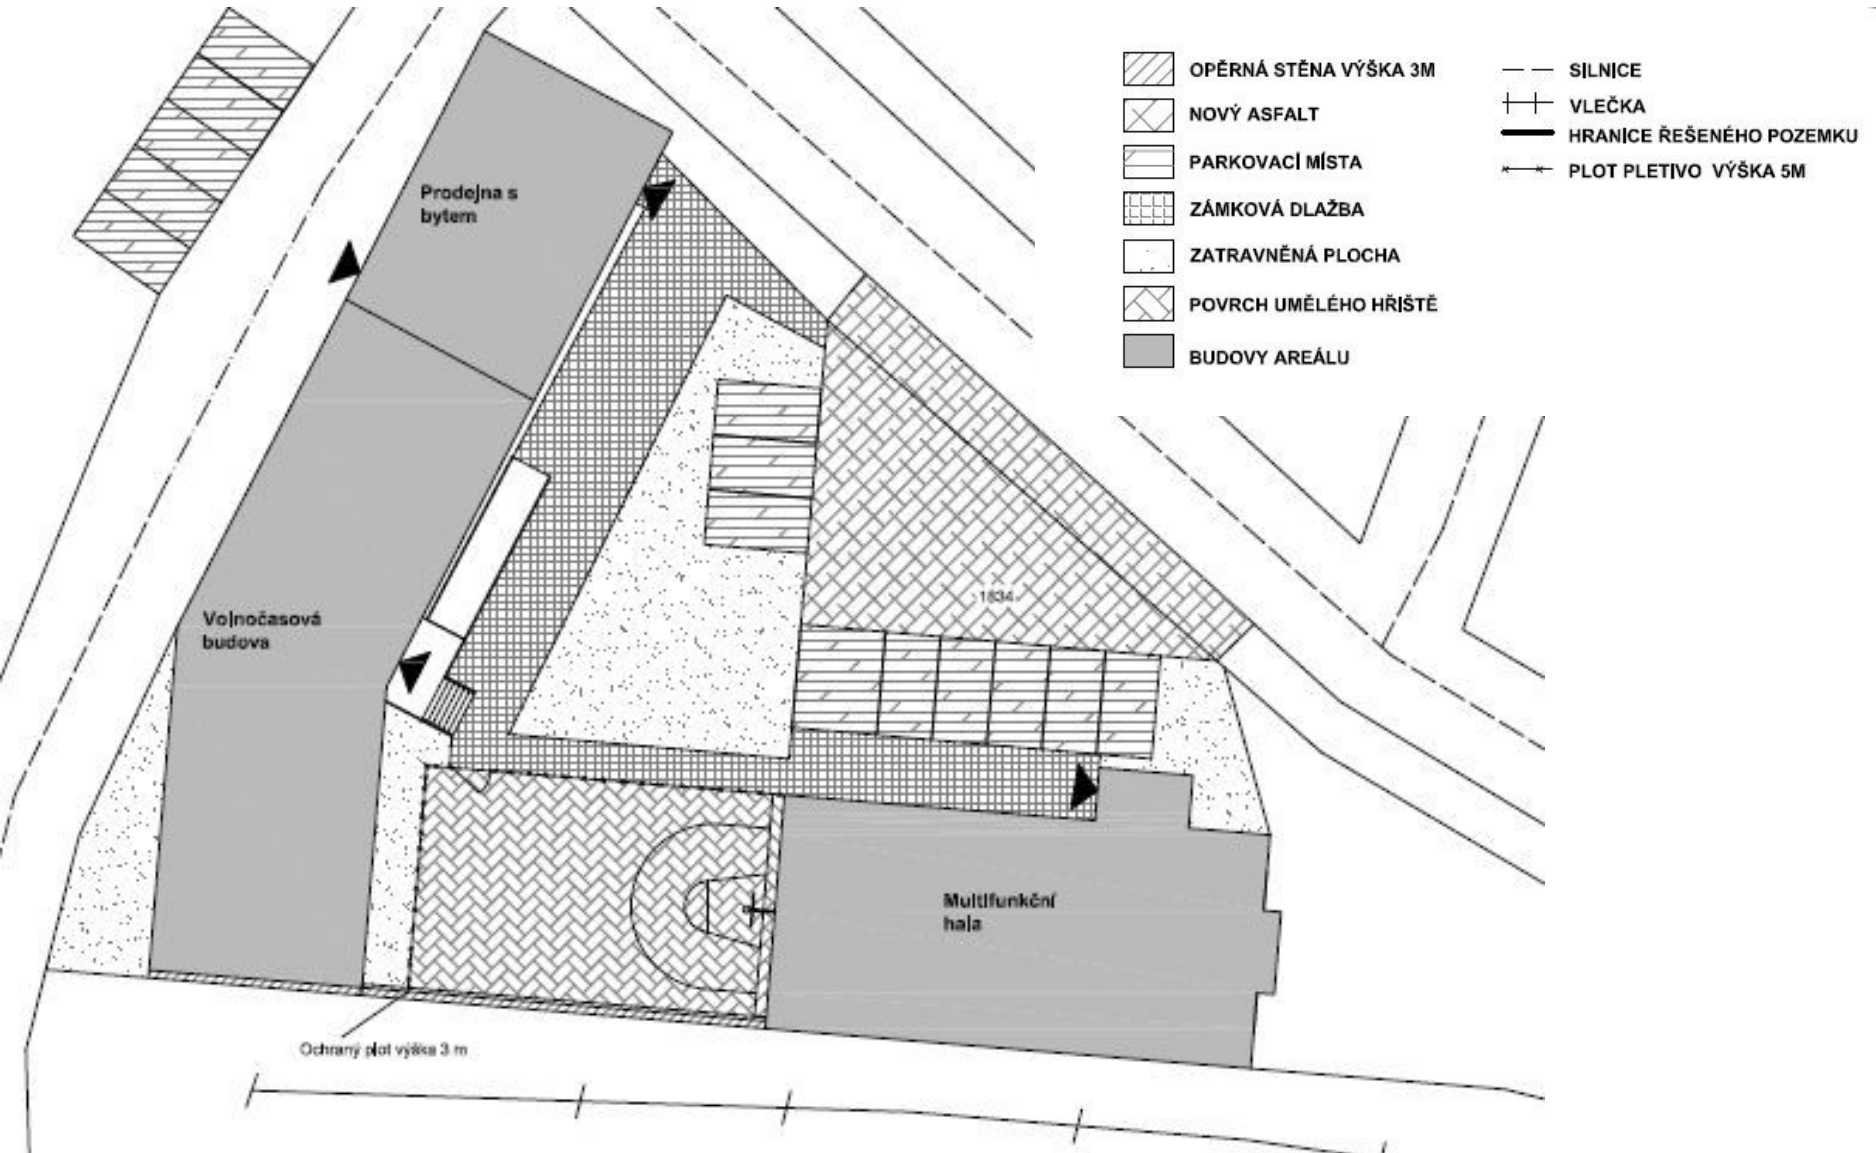 OPĚRNÁ STĚNA VÝŠKA 3M
NOVÝ ASFALT
PARKOVACÍ MÍSTA
ZÁMKOVÁ DLAŽBA
ZATRAVNĚNÁ PLOCHA
POVRCH UMĚLÉHO HŘIŠTĚ
BUDOVY AREÁLU
SILNICE
VLEČKA
HRANICE ŘEŠENÉHO POZEMKU
PLOT PLETIVO VÝŠKA 5M
Prodejna s
bytem
Volnočasová
budova
1834
Multifunkční
hala
Ochraný plot výška 3 m